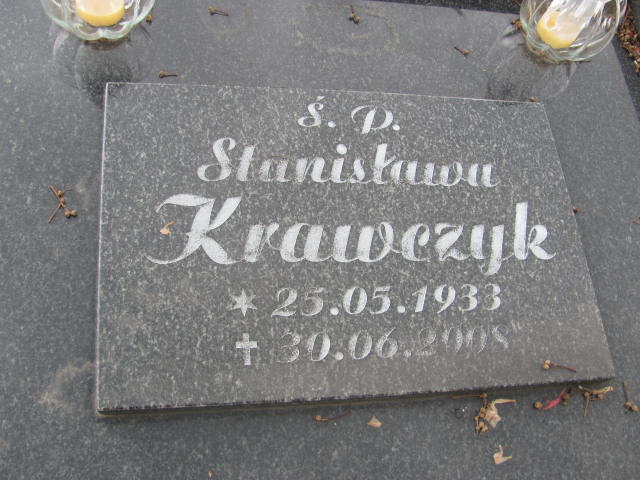 Ś. P.
Stanisława
Krawczyk
* 25.05.1933
✝ 30.06.2008